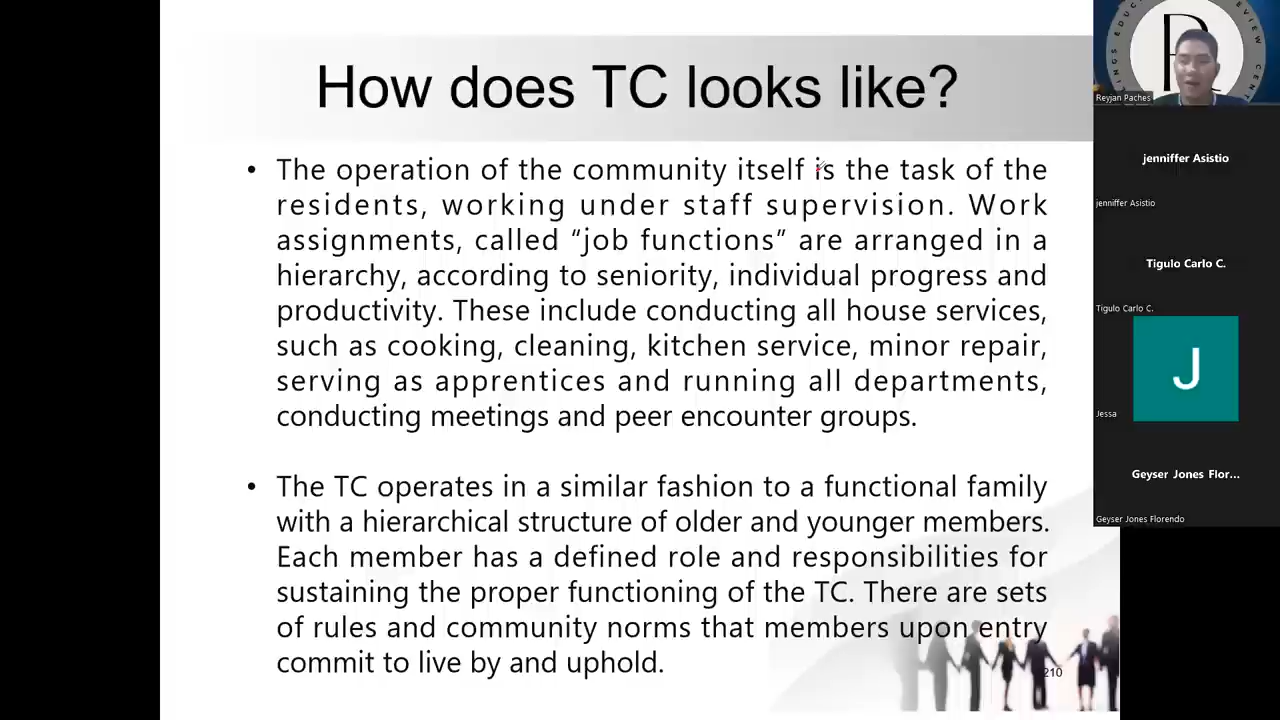 How does TC looks like?
• The operation of the community itself is the task of the
residents, working under staff supervision. Work
assignments, called “job functions” are arranged in a
hierarchy, according to seniority, individual progress and
productivity. These include conducting all house services,
such as cooking, cleaning, kitchen service, minor repair,
serving as apprentices and running all departments,
conducting meetings and peer encounter groups.
• The TC operates in a similar fashion to a functional family
with a hierarchical structure of older and younger members.
Each member has a defined role and responsibilities for
sustaining the proper functioning of the TC. There are sets
of rules and community norms that members upon entry
commit to live by and uphold.
210
R
Reyjan Paches
jenniffer Asistio
jenniffer Asistio
Tigulo Carlo C.
Tigulo Carlo C.
J
Jessa
Geyser Jones Flor...
Geyser Jones Florendo